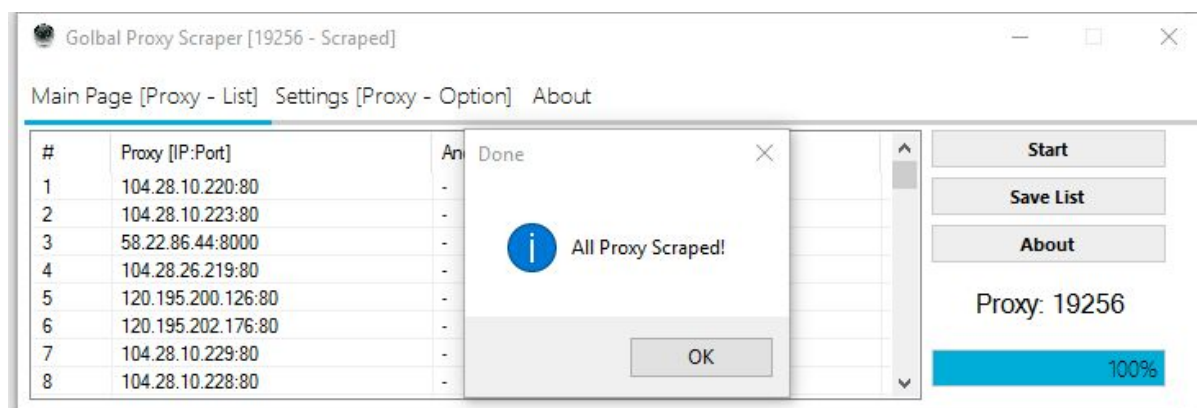 Golbal Proxy Scraper [19256 - Scraped]
Main Page [Proxy - List] Settings [Proxy - Option] About
# Proxy [IP:Port]
1 104.28.10.220:80 -
2 104.28.10.223:80 -
3 58.22.86.44:8000 -
4 104.28.26.219:80 -
5 120.195.200.126:80 -
6 120.195.202.176:80 -
7 104.28.10.229:80 -
8 104.28.10.228:80 -
Done
All Proxy Scraped!
OK
Start
Save List
About
Proxy: 19256
100%